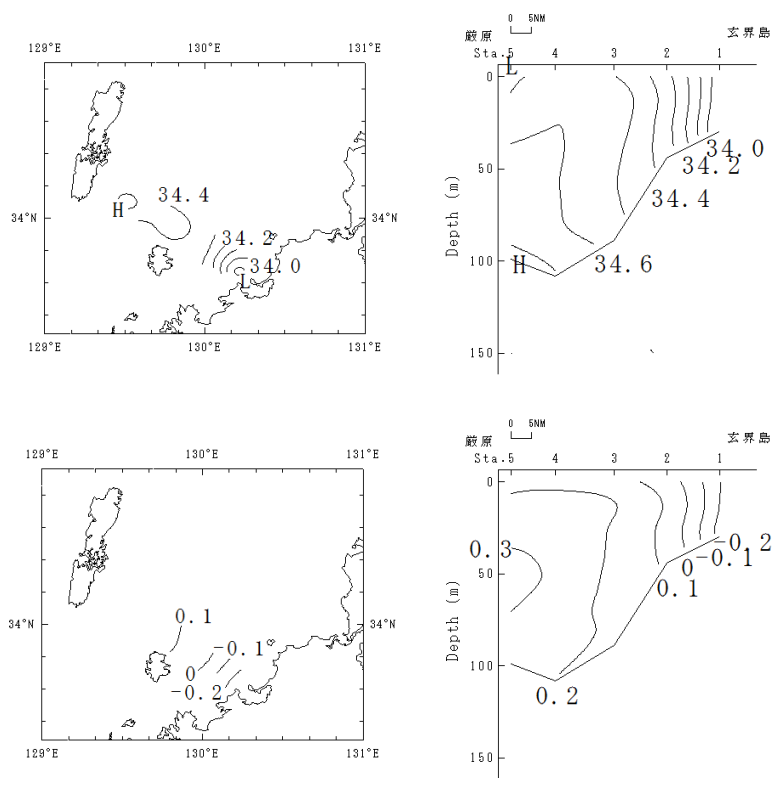 129°E 130°E 131°E
34.4
H
34°N 34°N
34.2
34.0
L
129°E 130°E 131°E
0 5NM
厳原 玄界島
Sta.5 4 3 2 1
L
0
34.0
34.2
50
34.4
Depth (m)
100 H 34.6
150
129°E 130°E 131°E
0.1
34°N 34°N
-0.1
0
-0.2
129°E 130°E 131°E
0 5NM
厳原 玄界島
Sta.5 4 3 2 1
0
-0.2
0.3 -0.1
0
50
0.1
Depth (m)
100
0.2
150